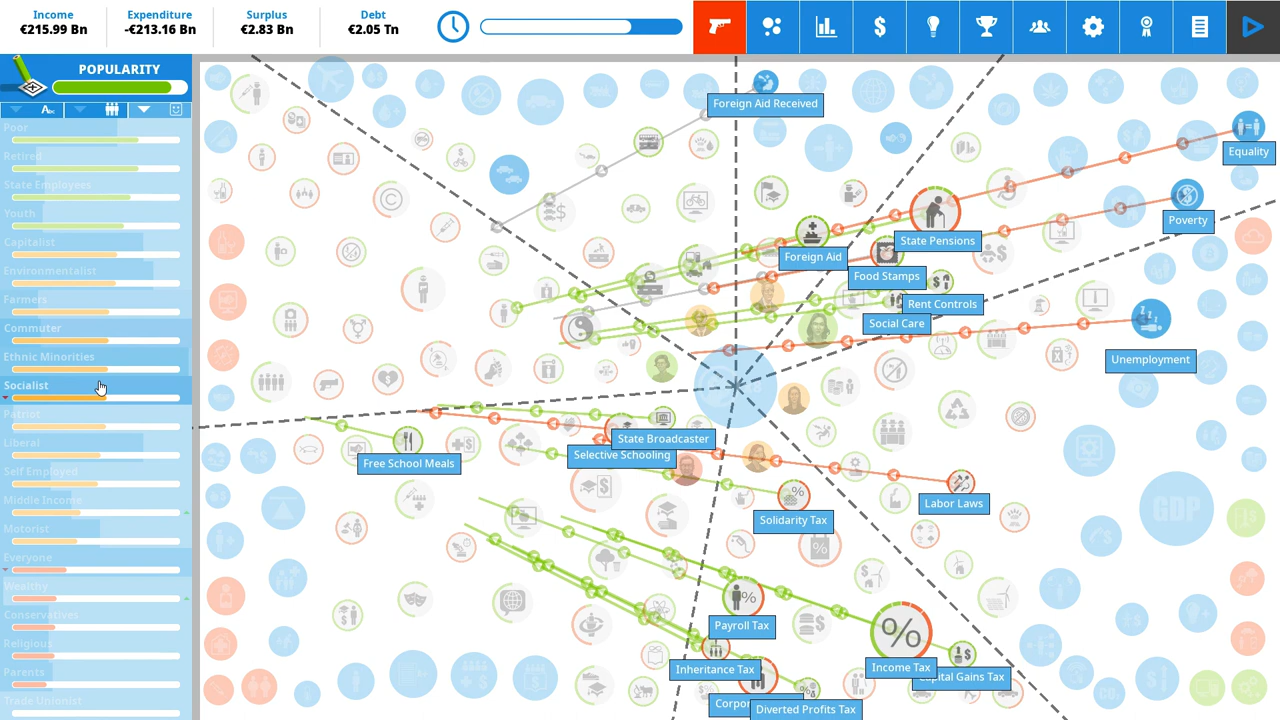 Income
Expenditure
Surplus
Debt
€215.99 Bn
-€213.16 Bn
€2.83 Bn
€2.05 Tn
POPULARITY
Poor
Retired
State Employees
Youth
Capitalist
Environmentalist
Farmers
Commuter
Ethnic Minorities
Socialist
Patriot
Liberal
Self Employed
Middle Income
Motorist
Everyone
Wealthy
Conservatives
Religious
Parents
Trade Unionist
Foreign Aid Received
Equality
Poverty
State Pensions
Foreign Aid
Food Stamps
Rent Controls
Social Care
Unemployment
State Broadcaster
Selective Schooling
Free School Meals
Labor Laws
Solidarity Tax
GDP
Payroll Tax
Income Tax
Inheritance Tax
Capital Gains Tax
Diverted Profits Tax